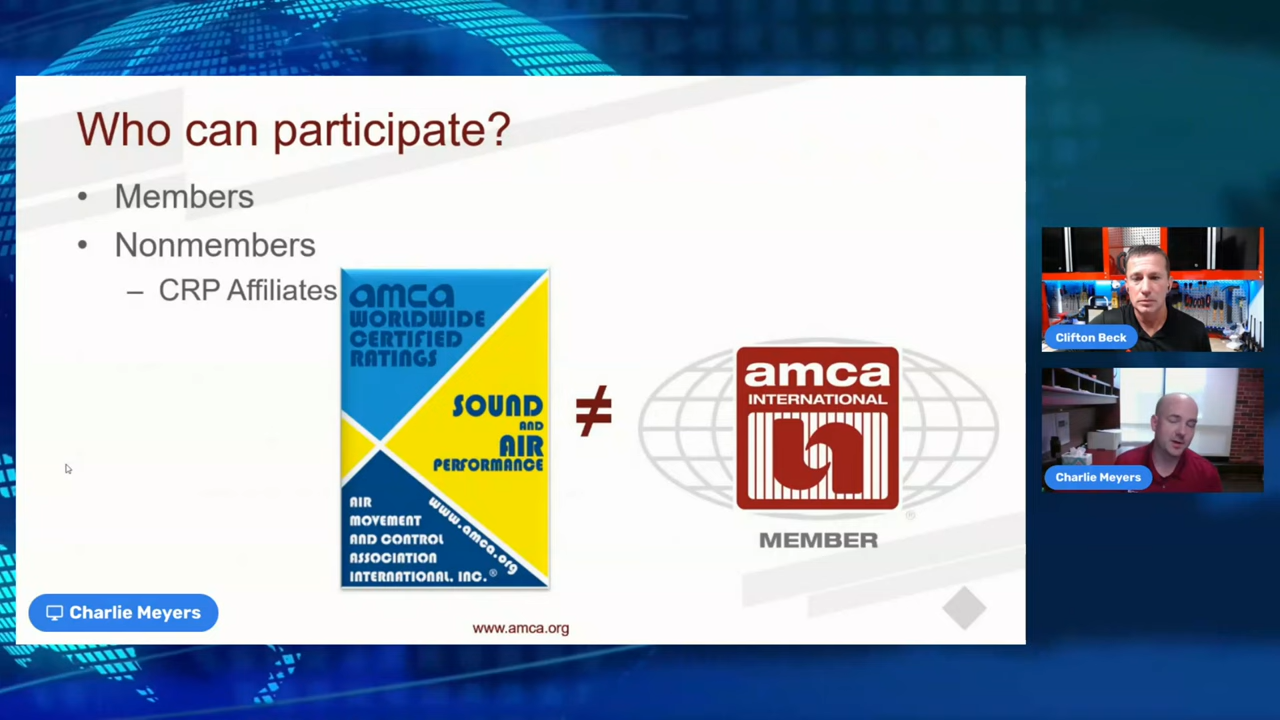 Who can participate?
• Members
• Nonmembers
– CRP Affiliates
amca
WORLDWIDE
CERTIFIED
RATINGS
SOUND
AND
AIR
PERFORMANCE
AIR
MOVEMENT
AND CONTROL
ASSOCIATION
INTERNATIONAL, INC.®
www.amca.org
≠
amca
INTERNATIONAL
®
MEMBER
www.amca.org
Charlie Meyers
Clifton Beck
Charlie Meyers